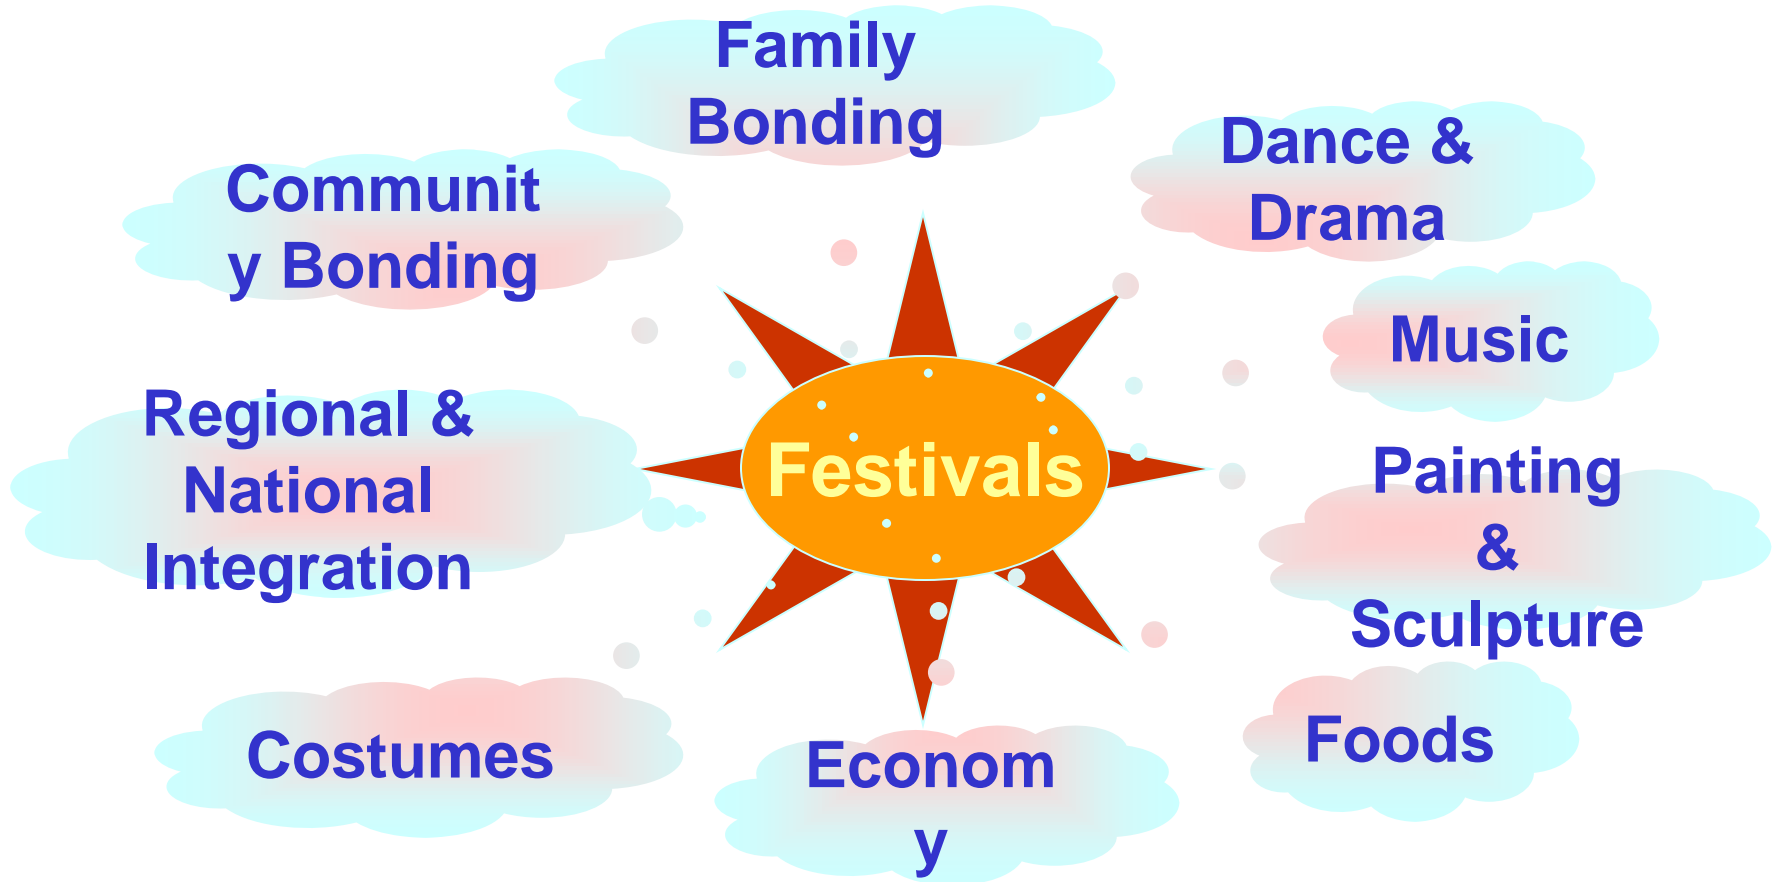 Family
Bonding
Dance &
Drama
Communit
y Bonding
Music
Regional &
National
Integration
Festivals
Painting
&
Sculpture
Costumes
Econom
y
Foods